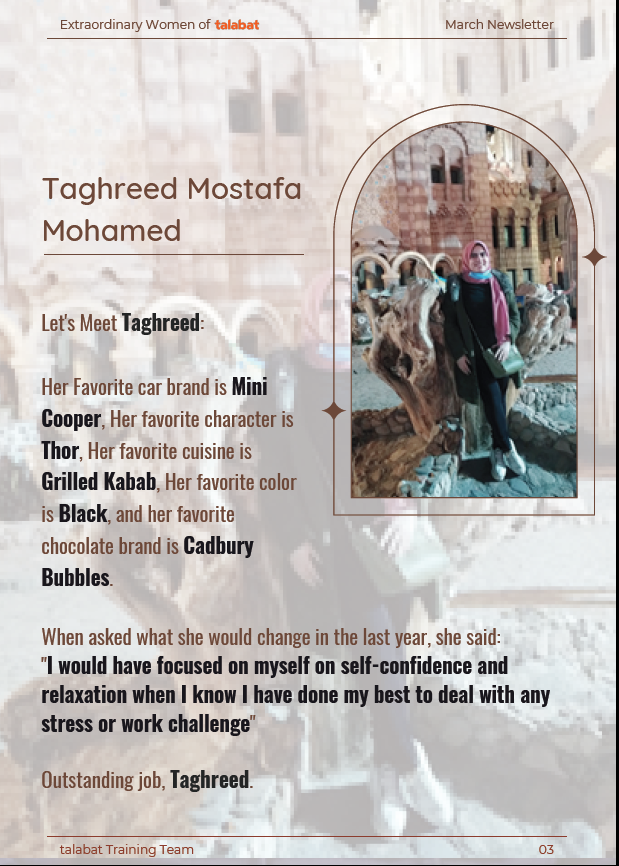 Extraordinary Women of talabat
March Newsletter
Taghreed Mostafa
Mohamed
Let's Meet Taghreed:
Her Favorite car brand is Mini
Cooper, Her favorite character is
Thor, Her favorite cuisine is
Grilled Kabab, Her favorite color
is Black, and her favorite
chocolate brand is Cadbury
Bubbles.
When asked what she would change in the last year, she said:
"I would have focused on myself on self-confidence and
relaxation when I know I have done my best to deal with any
stress or work challenge"
Outstanding job, Taghreed.
talabat Training Team
03